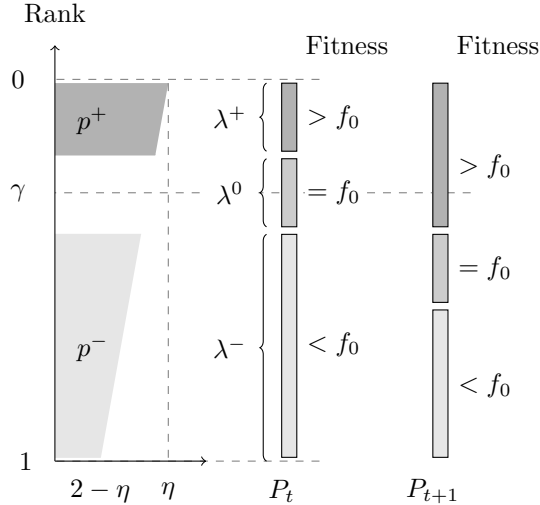 Rank
Fitness Fitness
0
p⁺ λ⁺ > f₀
> f₀
γ λ⁰ = f₀
= f₀
p⁻ λ⁻ < f₀
< f₀
1
2 − η η Pₜ Pₜ₊₁